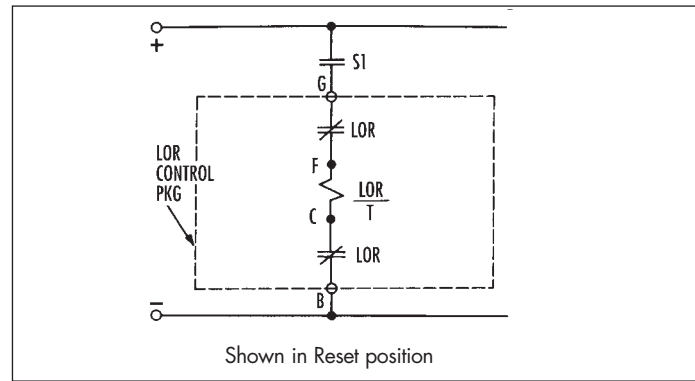 +
S1
G
LOR
LOR
CONTROL
PKG
F
LOR
T
C
LOR
B
−
Shown in Reset position